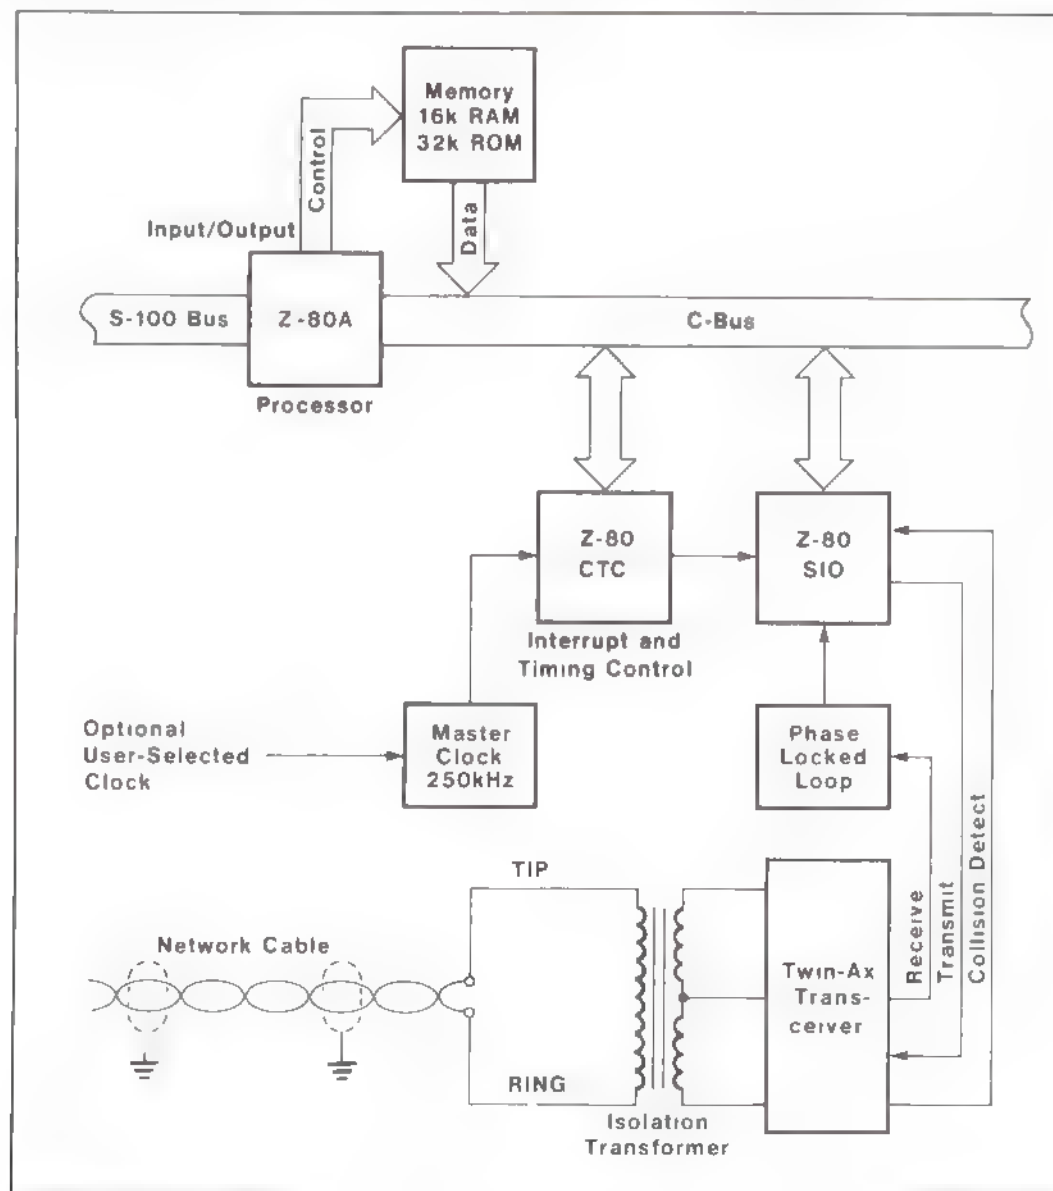 Memory
16k RAM
32k ROM
Control
Input/Output
Data
S-100 Bus
Z-80A
C-Bus
Processor
Z-80
CTC
Z-80
SIO
Interrupt and
Timing Control
Optional
User-Selected
Clock
Master
Clock
250kHz
Phase
Locked
Loop
TIP
Network Cable
Receive
Transmit
Collision Detect
Twin-Ax
Trans-
ceiver
RING
Isolation
Transformer